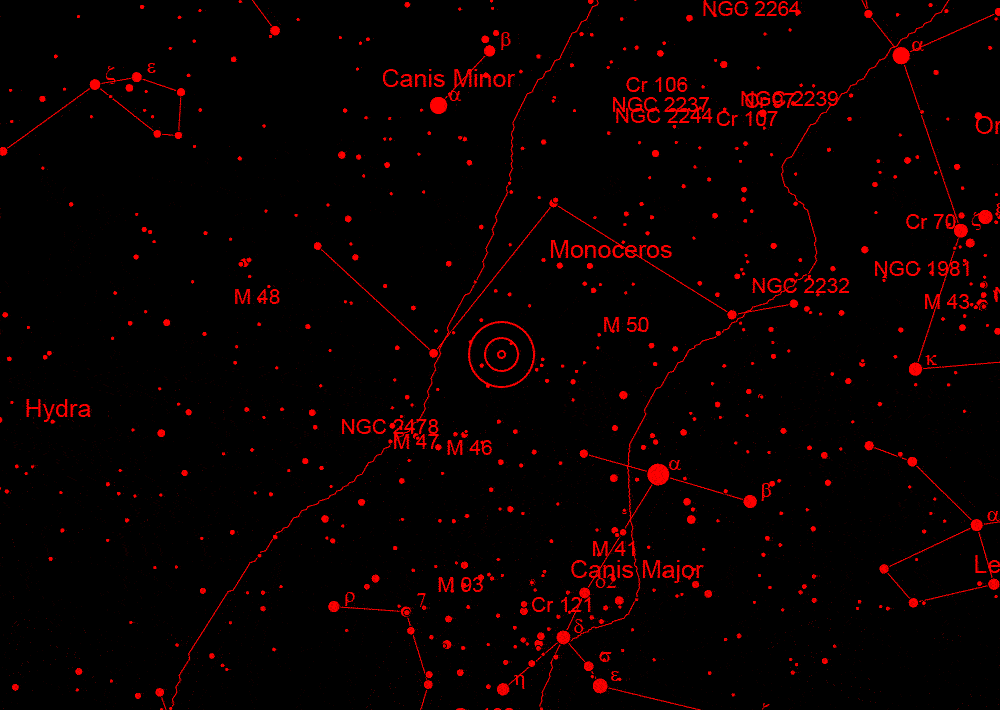 NGC 2264
β
α
Canis Minor
ζ
ε
α
Cr 106
NGC 2237
NGC 2239
NGC 2244
Cr 107
Or
Cr 70
ζ
Monoceros
NGC 1981
M 48
NGC 2232
M 43
M 50
κ
Hydra
NGC 2478
M 47
M 46
α
β
α
M 41
Canis Major
Le
M 93
ο2
ρ
Cr 121
δ
η
ε